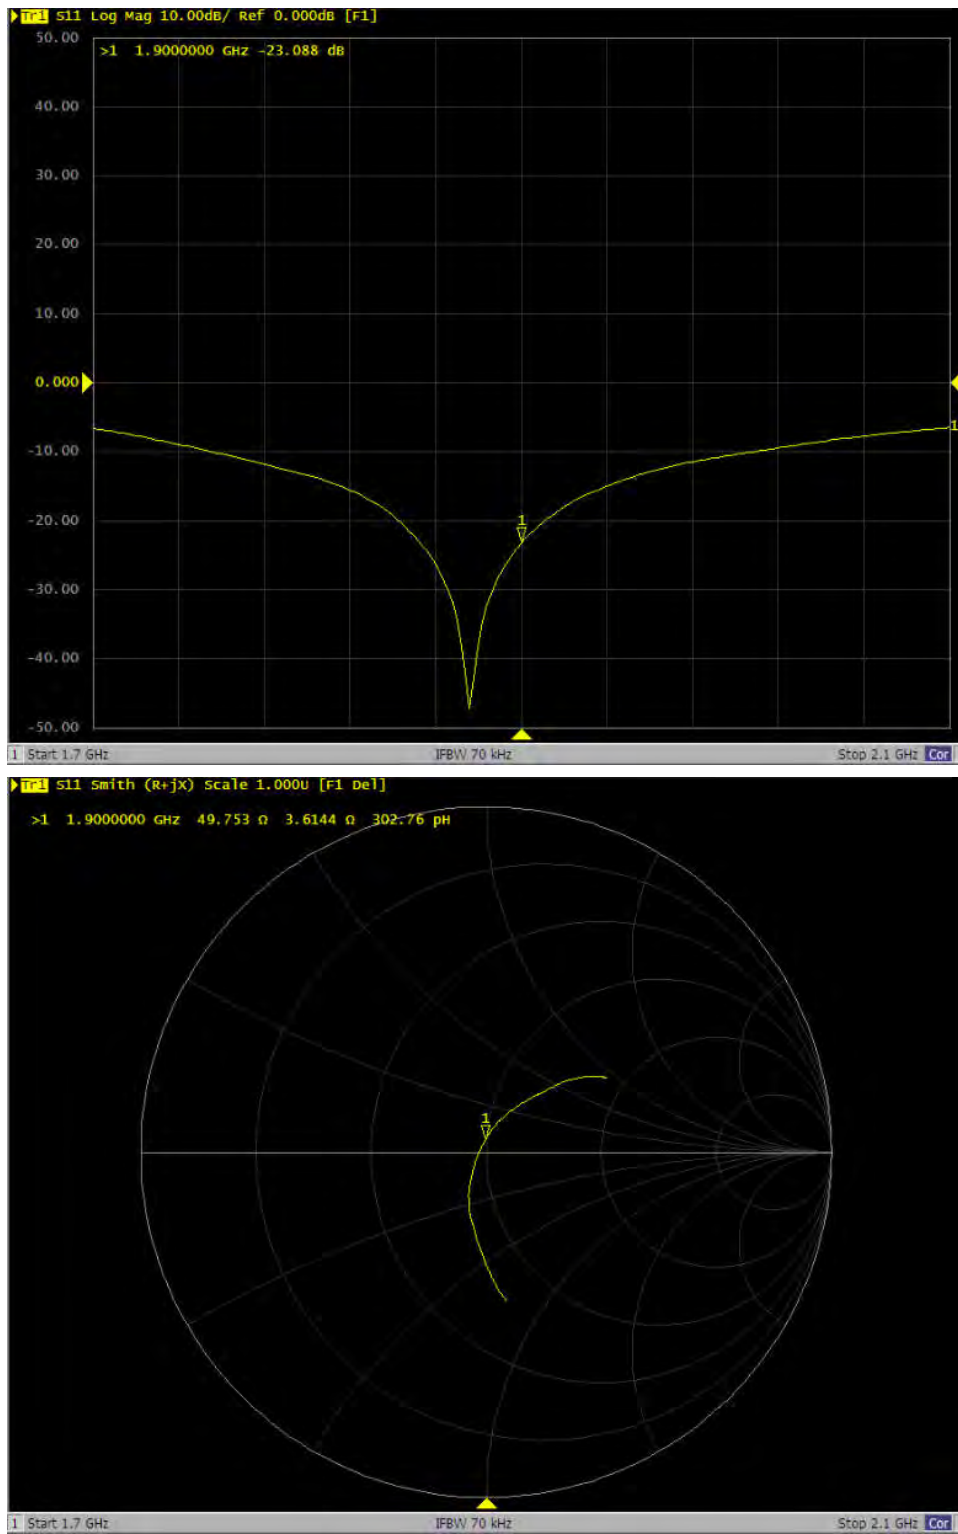 Tr1 S11 Log Mag 10.00dB/ Ref 0.000dB [F1]
50.00
>1 1.9000000 GHz -23.088 dB
40.00
30.00
20.00
10.00
0.000
1
-10.00
-20.00
1
-30.00
-40.00
-50.00
1 Start 1.7 GHz IFBW 70 kHz Stop 2.1 GHz Cor
Tr1 S11 Smith (R+jX) Scale 1.000U [F1 Del]
>1 1.9000000 GHz 49.753 Ω 3.6144 Ω 302.76 pH
1
1 Start 1.7 GHz IFBW 70 kHz Stop 2.1 GHz Cor